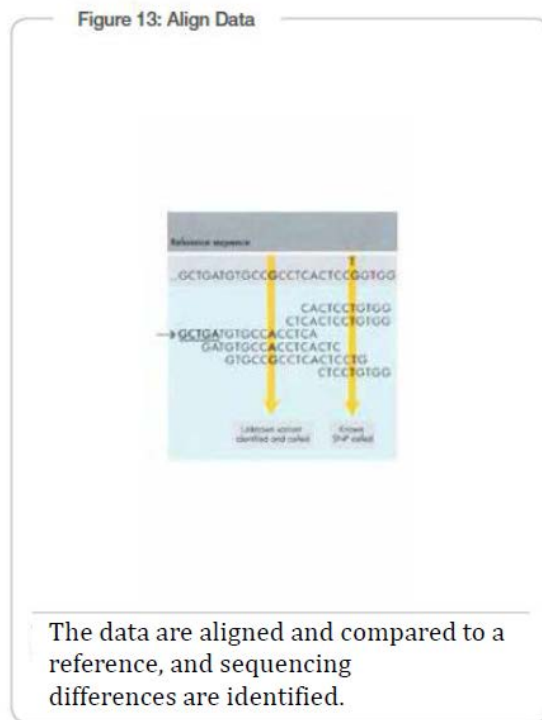 Figure 13: Align Data
Reference sequence
T
...GCTGATGTGCCGCCTCACTCCGGTGG
CACTCCTGTGG
CTCACTCCTGTGG
GCTGATGTGCCACCTCA
GATGTGCCACCTCACTC
GTGCCGCCTCACTCCTG
CTCCTGTGG
Unknown variant
identified and called
Known
SNP called
The data are aligned and compared to a
reference, and sequencing
differences are identified.